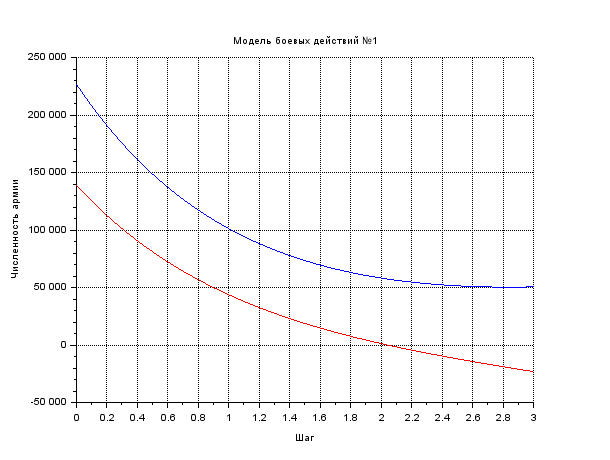 Модель боевых действий №1
250 000
200 000
150 000
100 000
50 000
0
-50 000
Численность армии
0 0.2 0.4 0.6 0.8 1 1.2 1.4 1.6 1.8 2 2.2 2.4 2.6 2.8 3
Шаг